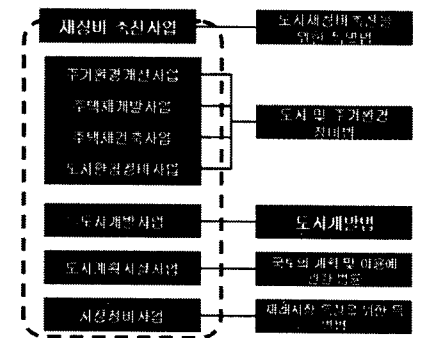 재정비 촉진사업
도시재정비촉진을
위한 특별법
주거환경개선사업
주택재개발사업
주택재건축사업
도시환경정비사업
도시 및 주거환경
정비법
도시개발사업
도시개발법
도시계획시설사업
국토의 계획 및 이용에
관한 법률
시장정비사업
재래시장 육성을 위한 특
별법